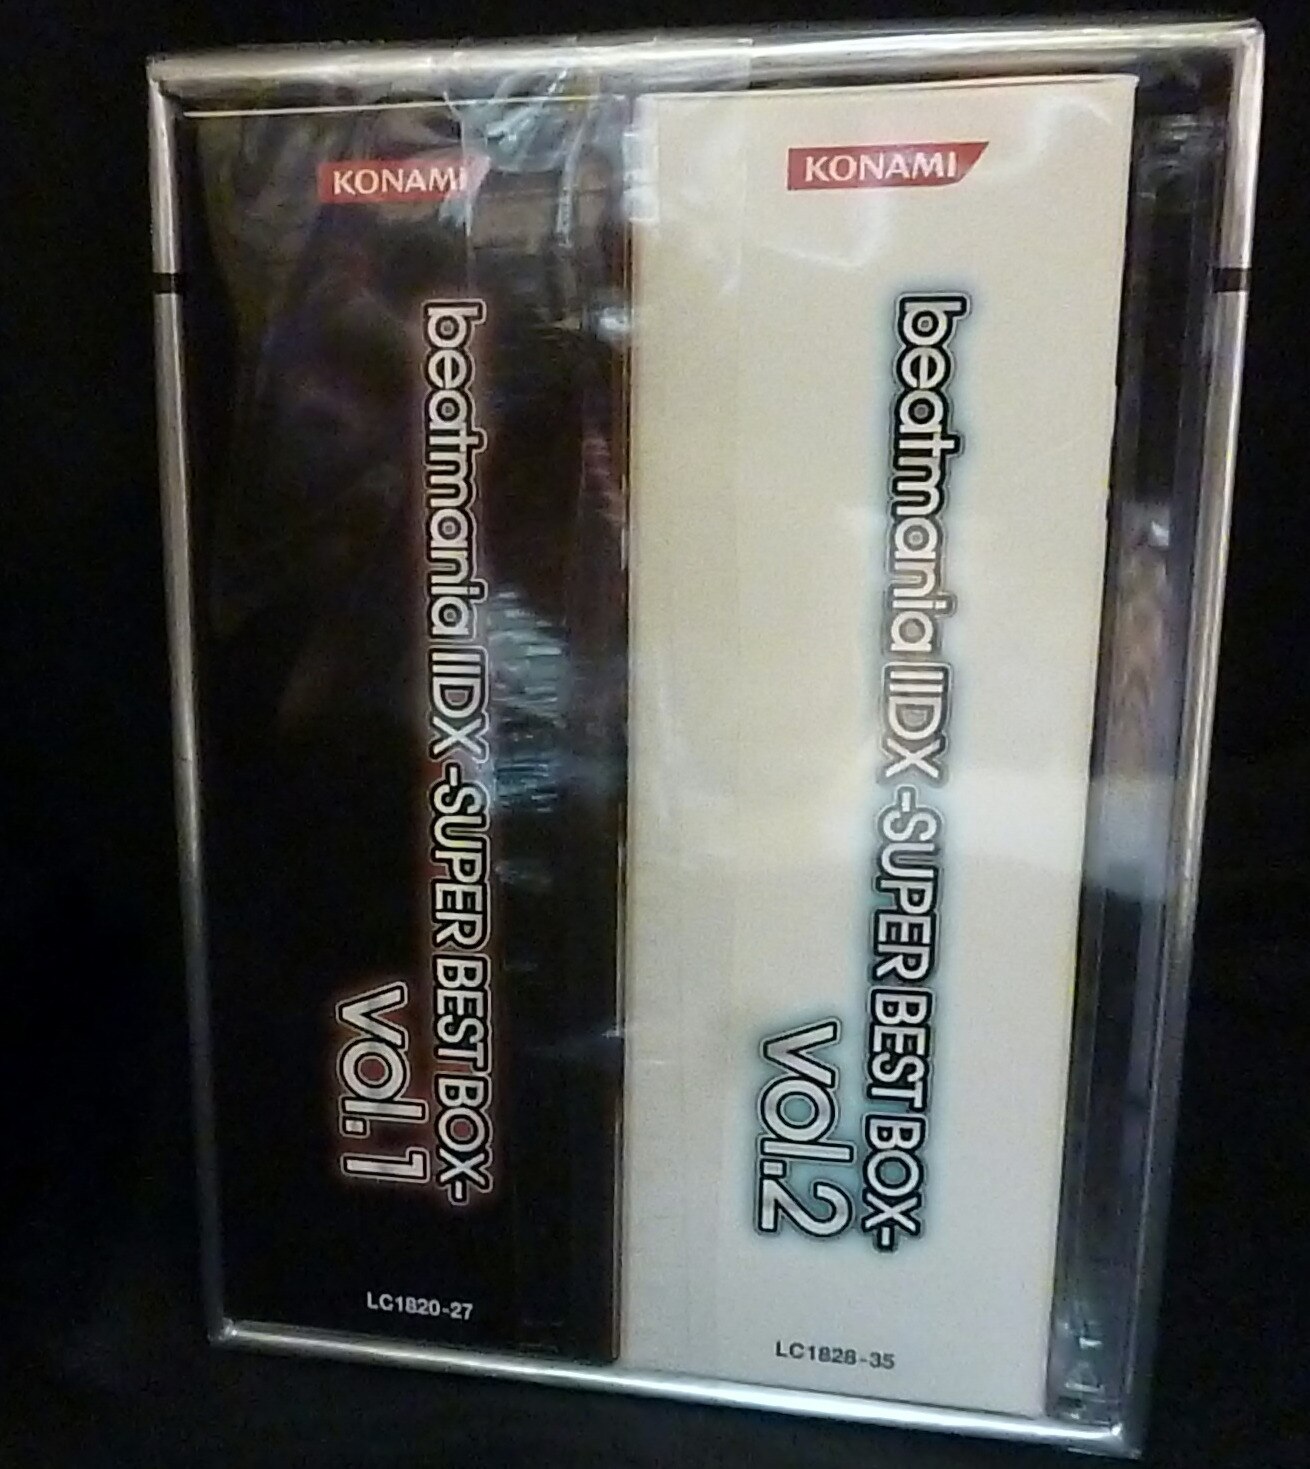 KONAMI
beatmania IIDX -SUPER BEST BOX-
vol.1
LC1820-27
KONAMI
beatmania IIDX -SUPER BEST BOX-
vol.2
LC1828-35